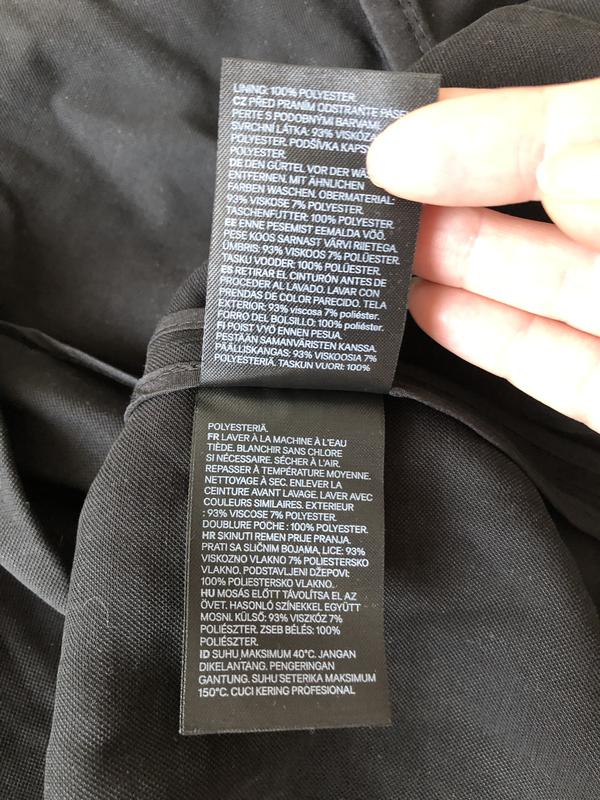 LINING: 100% POLYESTER.
CZ PŘED PRANÍM ODSTRAŇTE PÁSEK
PERTE S PODOBNÝMI BARVAMI
SVRCHNÍ LÁTKA: 93% VISKÓZA
POLYESTER. PODŠÍVKA KAPS
POLYESTER.
DE DEN GÜRTEL VOR DER WÄS
ENTFERNEN. MIT ÄHNLICHEN
FARBEN WASCHEN. OBERMATERIAL:
93% VISKOSE 7% POLYESTER.
TASCHENFUTTER: 100% POLYESTER.
EE ENNE PESEMIST EEMALDA VÖÖ.
PESE KOOS SARNAST VÄRVI RIIETEGA.
ÜMBRIS: 93% VISKOOS 7% POLÜESTER.
TASKU VOODER: 100% POLÜESTER.
ES RETIRAR EL CINTURÓN ANTES DE
PROCEDER AL LAVADO. LAVAR CON
PRENDAS DE COLOR PARECIDO. TELA
EXTERIOR: 93% viscosa 7% poliéster.
FORRO DEL BOLSILLO: 100% poliéster.
FI POIST VYÖ ENNEN PESUA.
PESTÄÄN SAMANVÄRISTEN KANSSA.
PÄÄLLISKANGAS: 93% VISKOOSIA 7%
POLYESTERIÄ. TASKUN VUORI: 100%
POLYESTERIÄ.
FR LAVER À LA MACHINE À L'EAU
TIÈDE. BLANCHIR SANS CHLORE
SI NÉCESSAIRE. SÉCHER À L'AIR.
REPASSER À TEMPÉRATURE MOYENNE.
NETTOYAGE À SEC. ENLEVER LA
CEINTURE AVANT LAVAGE. LAVER AVEC
COULEURS SIMILAIRES. EXTERIEUR
: 93% VISCOSE 7% POLYESTER.
DOUBLURE POCHE : 100% POLYESTER.
HR SKINUTI REMEN PRIJE PRANJA.
PRATI SA SLIČNIM BOJAMA, LICE: 93%
VISKOZNO VLAKNO 7% POLIESTERSKO
VLAKNO. PODSTAVLJENI DŽEPOVI:
100% POLIESTERSKO VLAKNO.
HU MOSÁS ELŐTT TÁVOLÍTSA EL AZ
ÖVET. HASONLÓ SZÍNEKKEL EGYÜTT
MOSNI. KÜLSŐ: 93% VISZKÓZ 7%
POLIÉSZTER. ZSEB BÉLÉS: 100%
POLIÉSZTER.
ID SUHU MAKSIMUM 40°C. JANGAN
DIKELANTANG. PENGERINGAN
GANTUNG. SUHU SETERIKA MAKSIMUM
150°C. CUCI KERING PROFESIONAL